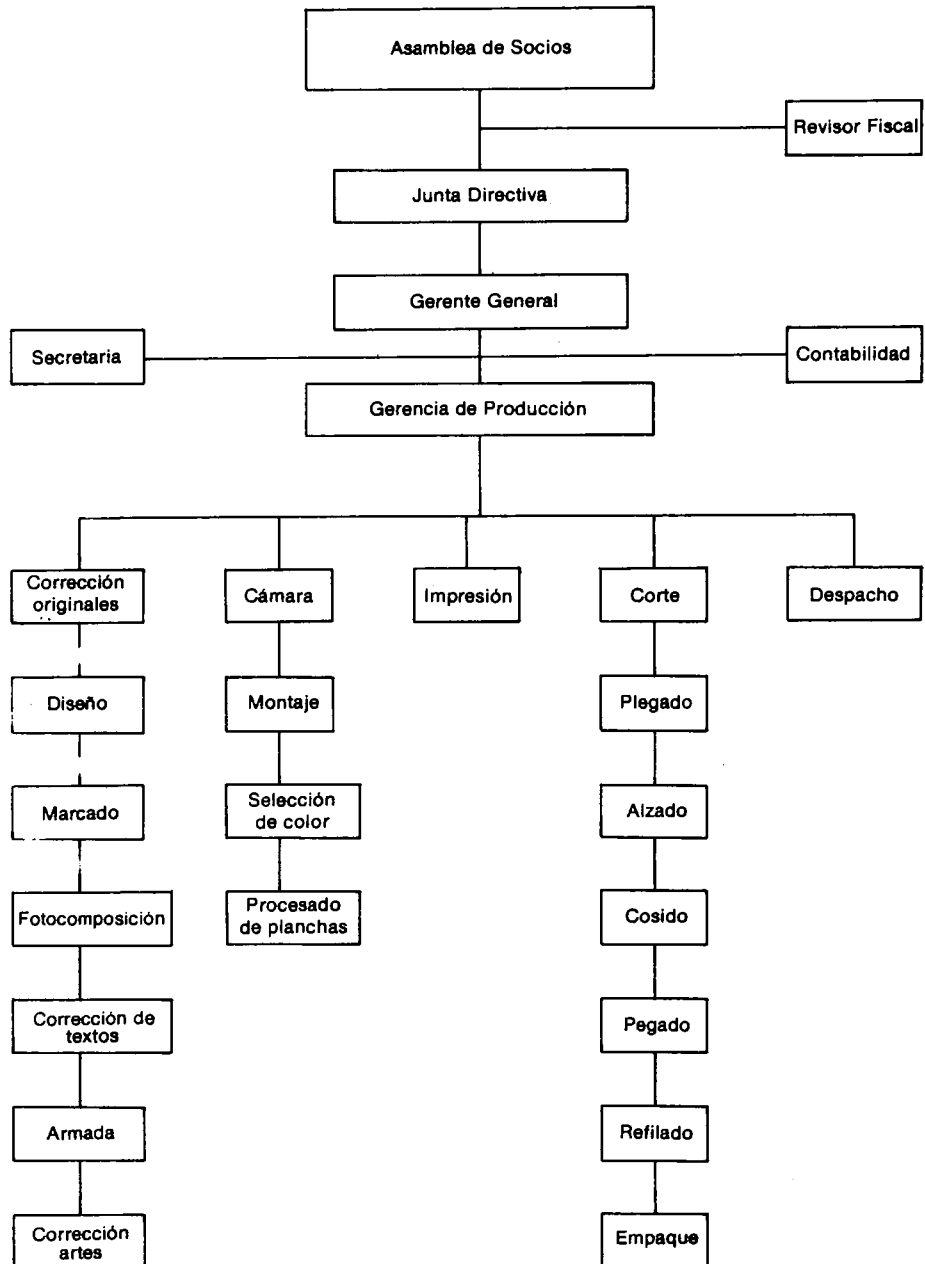 Asamblea de Socios
Revisor Fiscal
Junta Directiva
Gerente General
Secretaria
Contabilidad
Gerencia de Producción
Corrección
originales
Cámara
Impresión
Corte
Despacho
Diseño
Montaje
Plegado
Marcado
Selección
de color
Alzado
Fotocomposición
Procesado
de planchas
Cosido
Corrección de
textos
Pegado
Armada
Refilado
Corrección
artes
Empaque